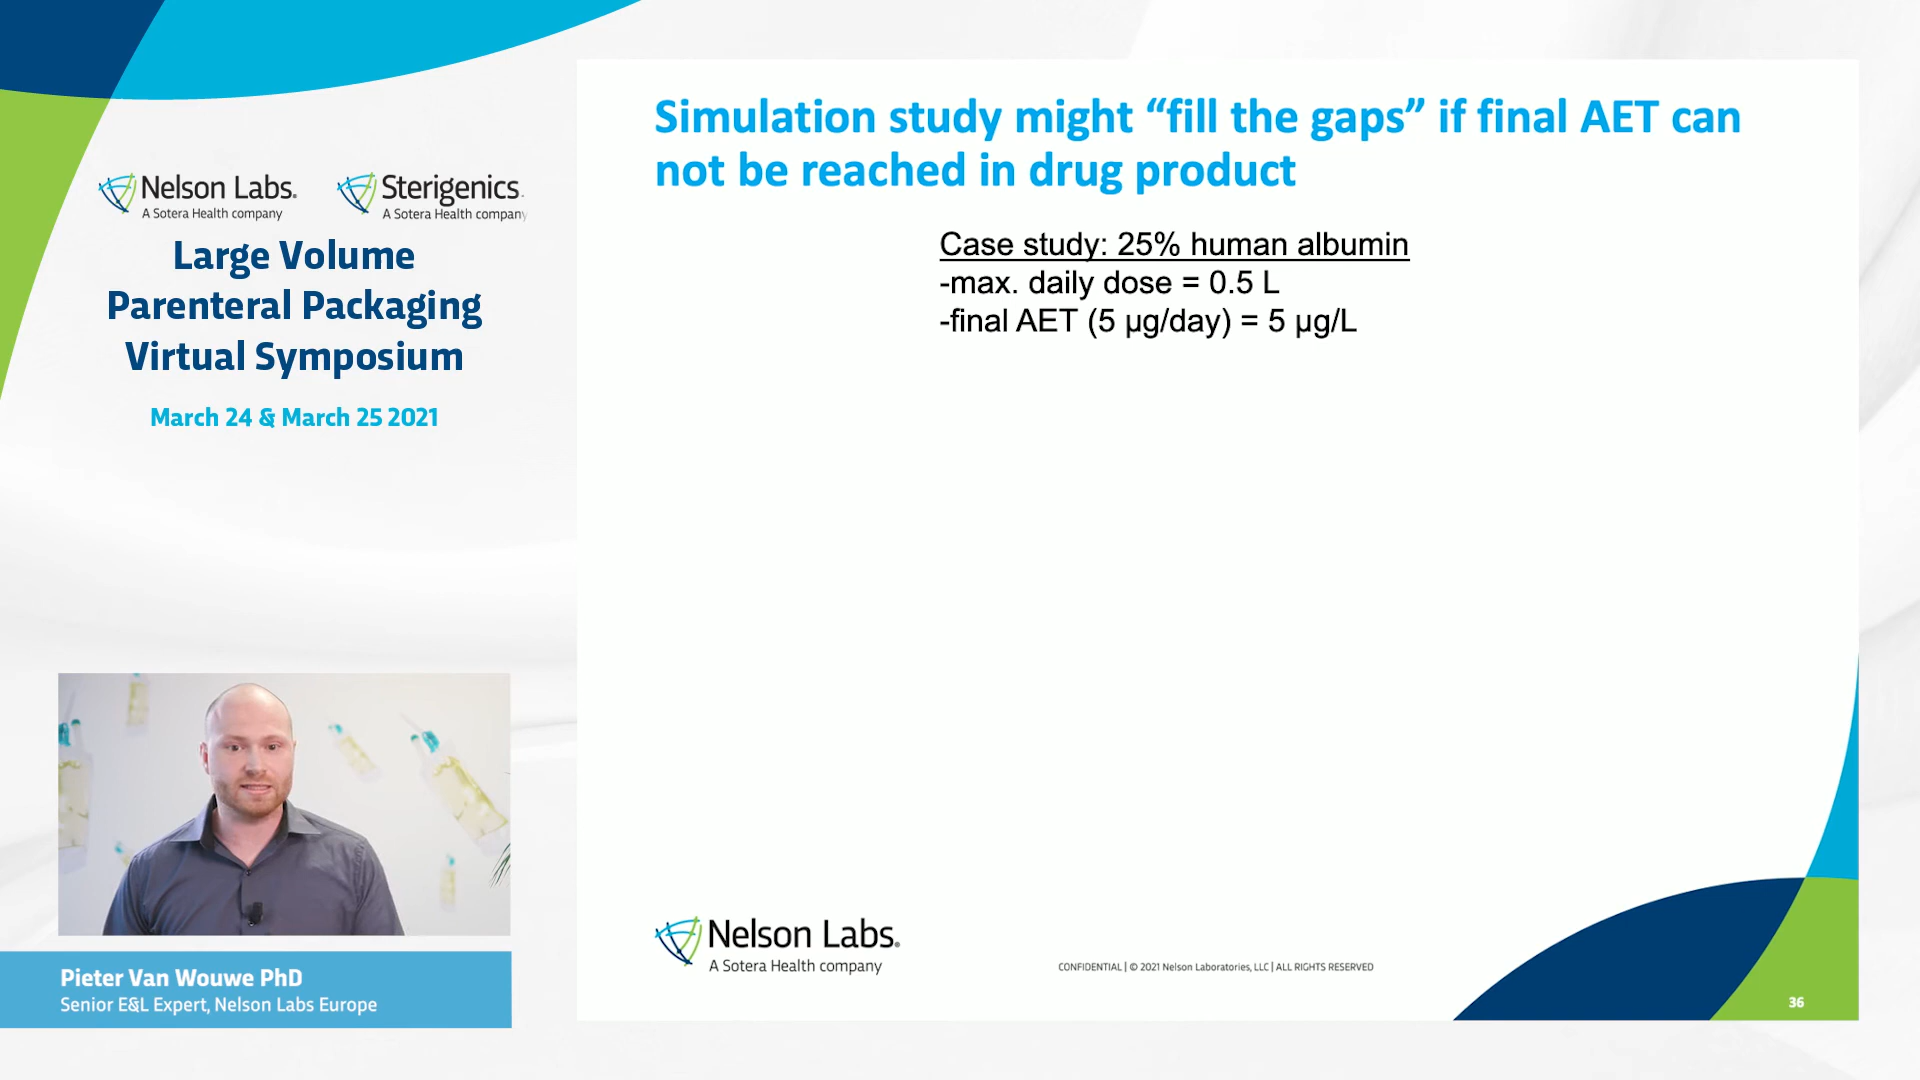 Nelson Labs.
A Sotera Health company
Sterigenics.
A Sotera Health company
Large Volume
Parenteral Packaging
Virtual Symposium
March 24 & March 25 2021
Pieter Van Wouwe PhD
Senior E&L Expert, Nelson Labs Europe
Simulation study might “fill the gaps” if final AET can
not be reached in drug product
Case study: 25% human albumin
-max. daily dose = 0.5 L
-final AET (5 µg/day) = 5 µg/L
Nelson Labs®
A Sotera Health company
CONFIDENTIAL | © 2021 Nelson Laboratories, LLC | ALL RIGHTS RESERVED
36